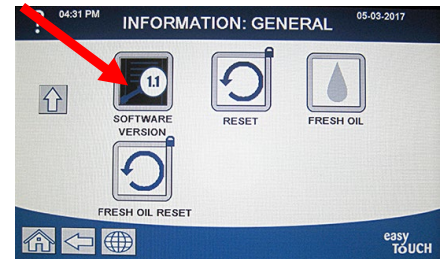 04:31 PM
INFORMATION: GENERAL
05-03-2017
1.1
SOFTWARE
VERSION
RESET
FRESH OIL
FRESH OIL RESET
easy
TOUCH